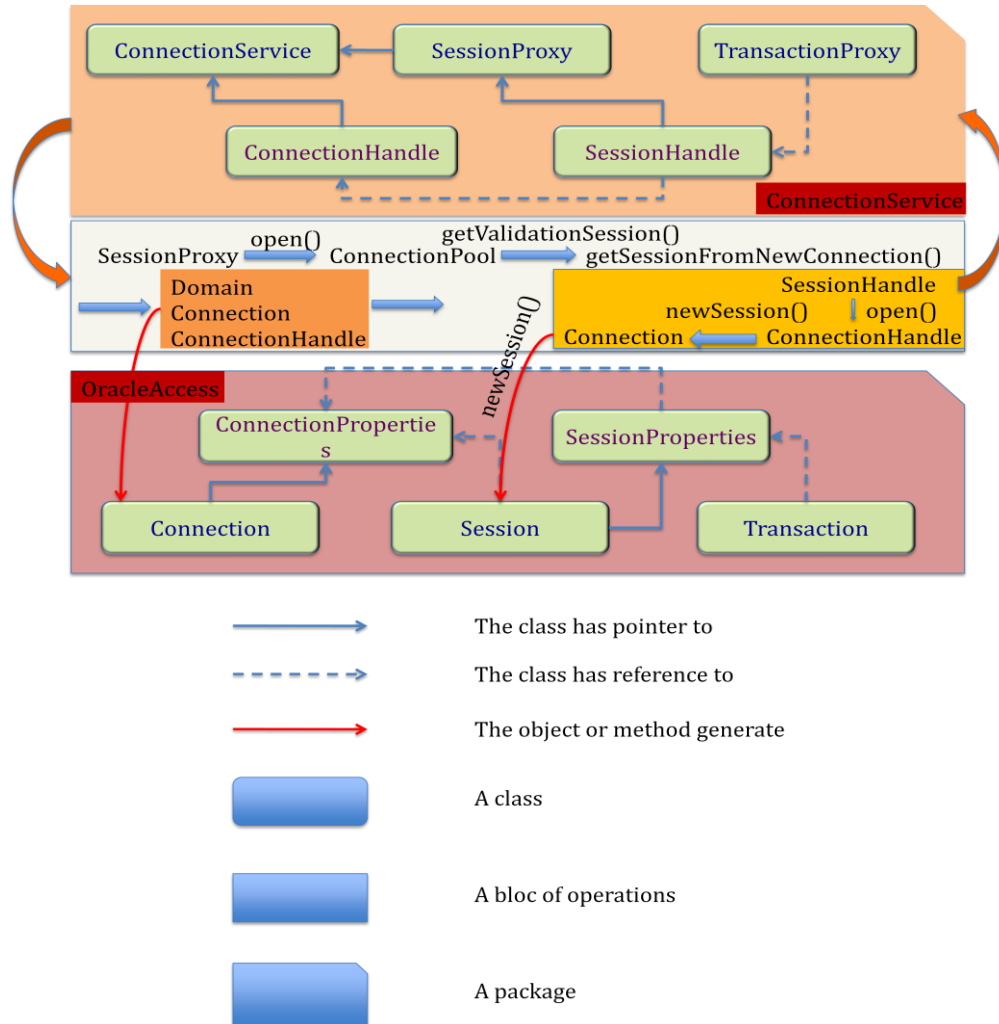 ConnectionService
SessionProxy
TransactionProxy
ConnectionHandle
SessionHandle
ConnectionService
getValidationSession()
open()
SessionProxy
ConnectionPool
getSessionFromNewConnection()
Domain
Connection
ConnectionHandle
SessionHandle
newSession()
open()
Connection
ConnectionHandle
newSession()
OracleAccess
ConnectionPropertie
s
SessionProperties
Connection
Session
Transaction
The class has pointer to
The class has reference to
The object or method generate
A class
A bloc of operations
A package